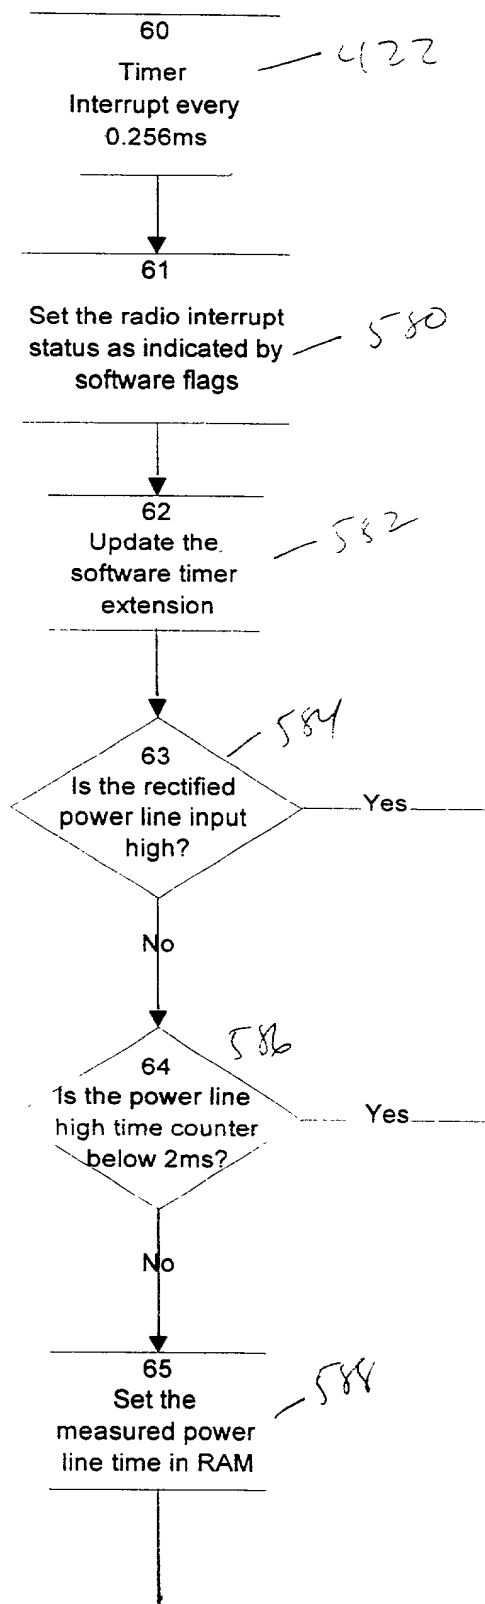 60
Timer
Interrupt every
0.256ms
422
61
Set the radio interrupt
status as indicated by
software flags
580
62
Update the
software timer
extension
582
584
63
Is the rectified
power line input
high?
Yes
No
586
64
Is the power line
high time counter
below 2ms?
Yes
No
65
Set the
measured power
line time in RAM
588